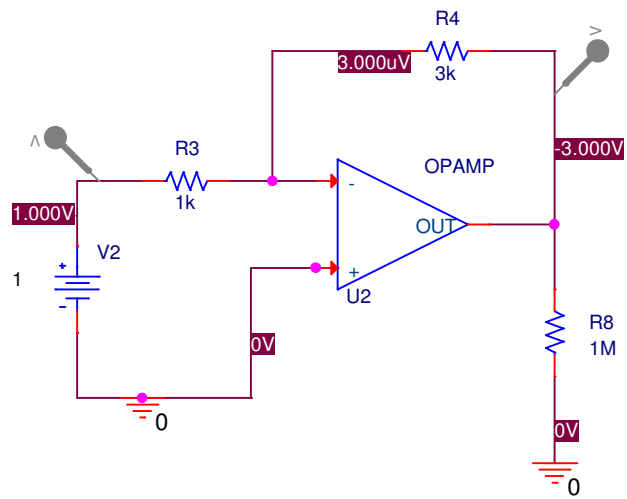 R4
3.000uV
3k
V
-3.000V
V
R3
1k
OPAMP
1.000V
-
OUT
V2
+
1
-
+
U2
0V
R8
1M
0
0V
0